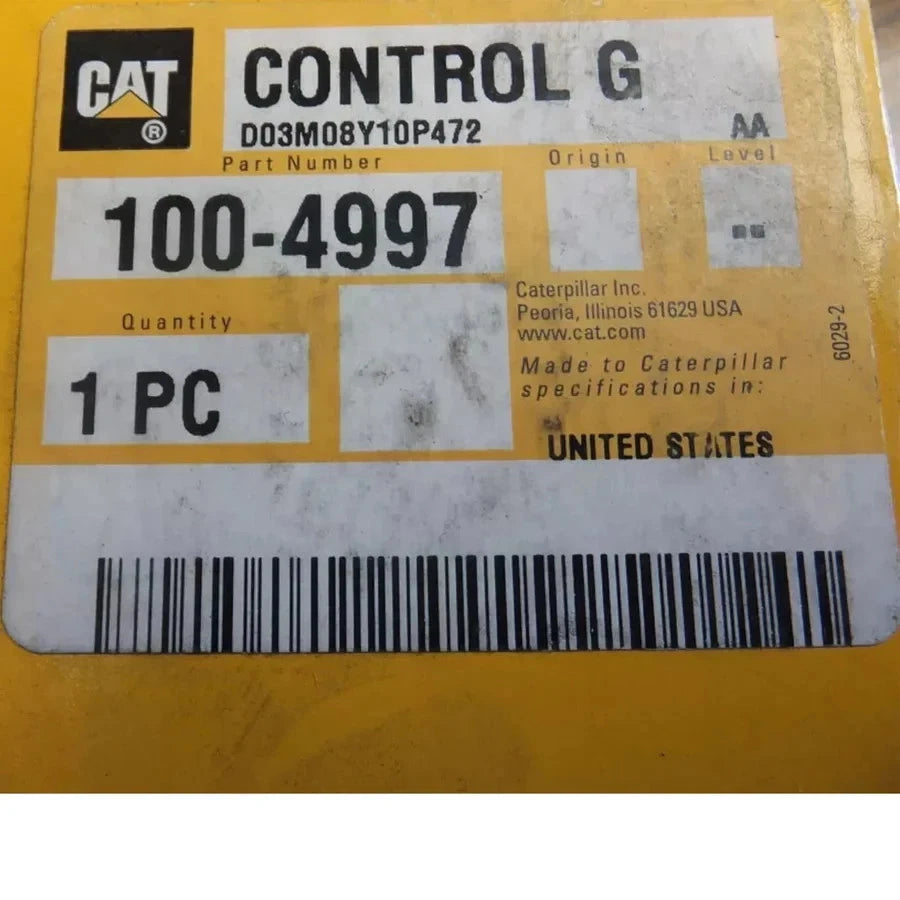 CAT
®
CONTROL G
D03M08Y10P472 AA
Part Number Origin Level
100-4997
Caterpillar Inc.
Peoria, Illinois 61629 USA
www.cat.com
Quantity
1 PC
Made to Caterpillar
specifications in:
UNITED STATES
6029-2